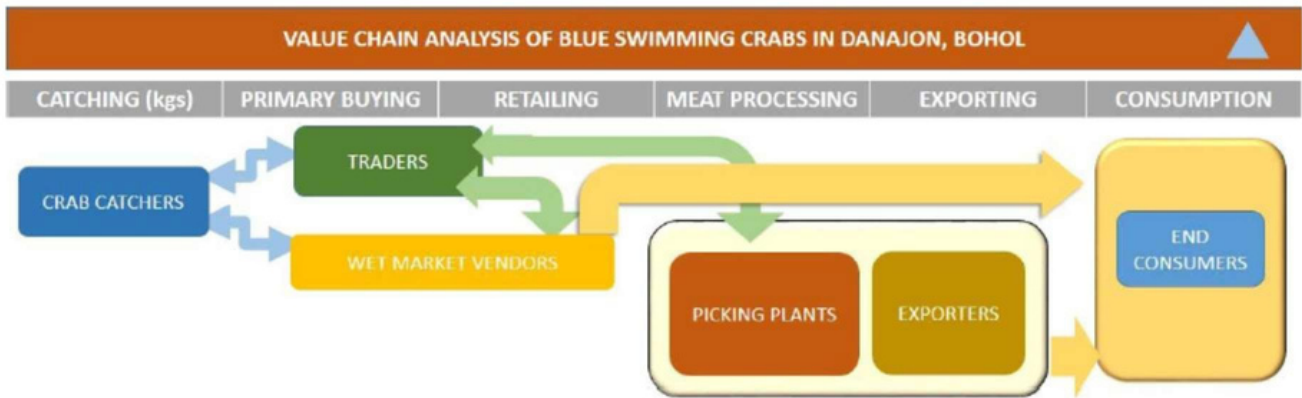 VALUE CHAIN ANALYSIS OF BLUE SWIMMING CRABS IN DANAJON, BOHOL
CATCHING (kgs)
PRIMARY BUYING
RETAILING
MEAT PROCESSING
EXPORTING
CONSUMPTION
TRADERS
CRAB CATCHERS
WET MARKET VENDORS
END
CONSUMERS
PICKING PLANTS
EXPORTERS